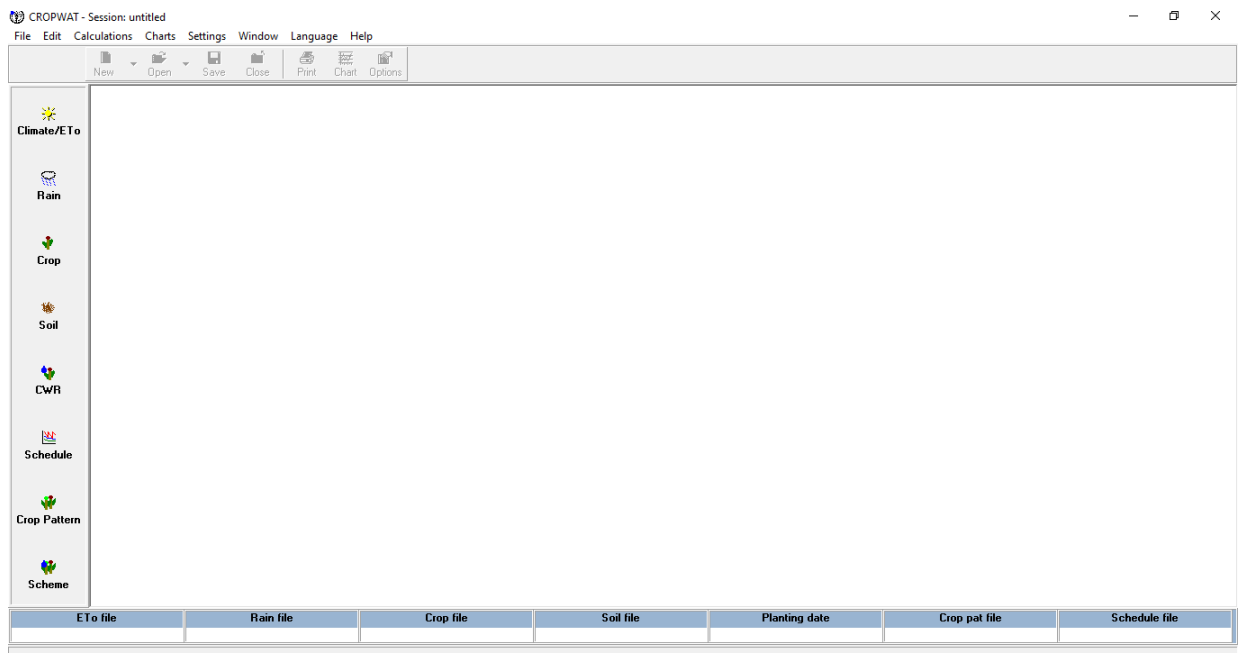 CROPWAT - Session: untitled
File Edit Calculations Charts Settings Window Language Help
New Open Save Close Print Chart Options
Climate/ETo
Rain
Crop
Soil
CWR
Schedule
Crop Pattern
Scheme
ETo file Rain file Crop file Soil file Planting date Crop pat file Schedule file